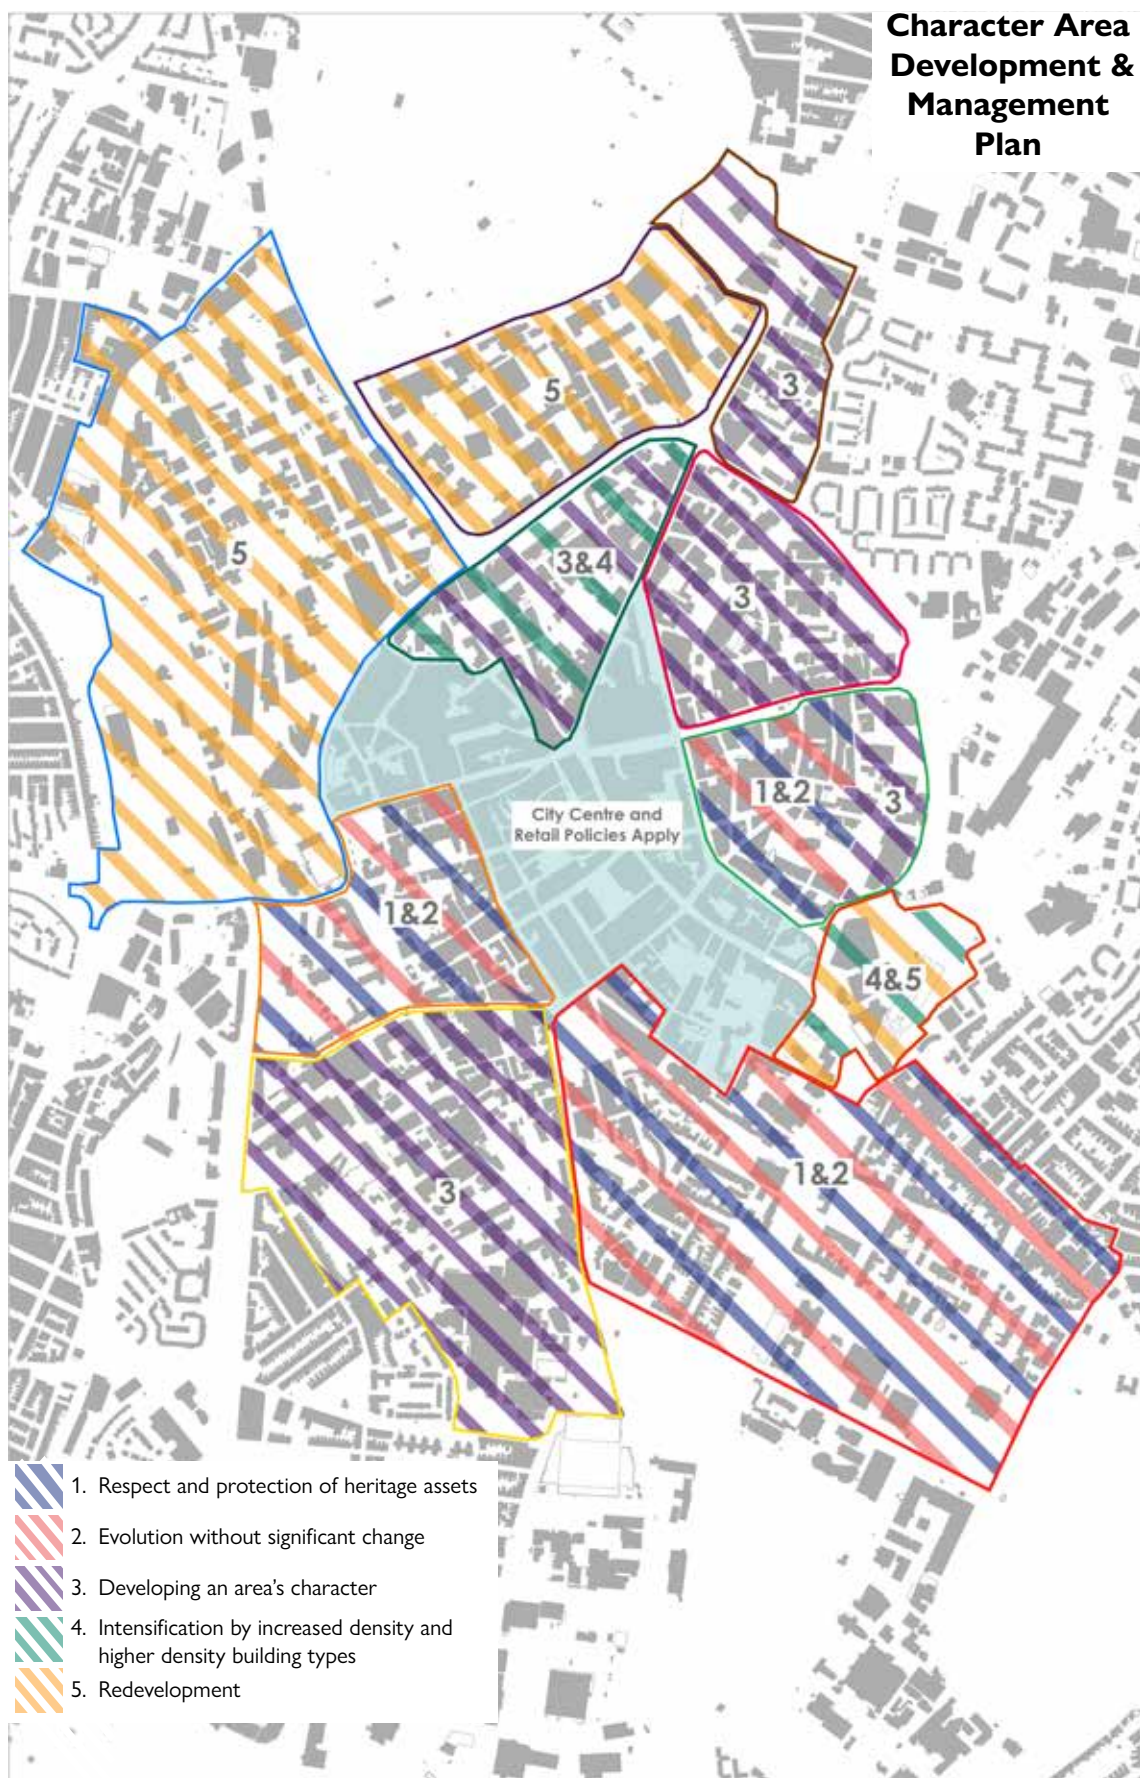 Character Area
Development &
Management
Plan
5
3
3&4
3
5
1&2
3
City Centre and
Retail Policies Apply
1&2
4&5
1&2
3
1. Respect and protection of heritage assets
2. Evolution without significant change
3. Developing an area's character
4. Intensification by increased density and
higher density building types
5. Redevelopment